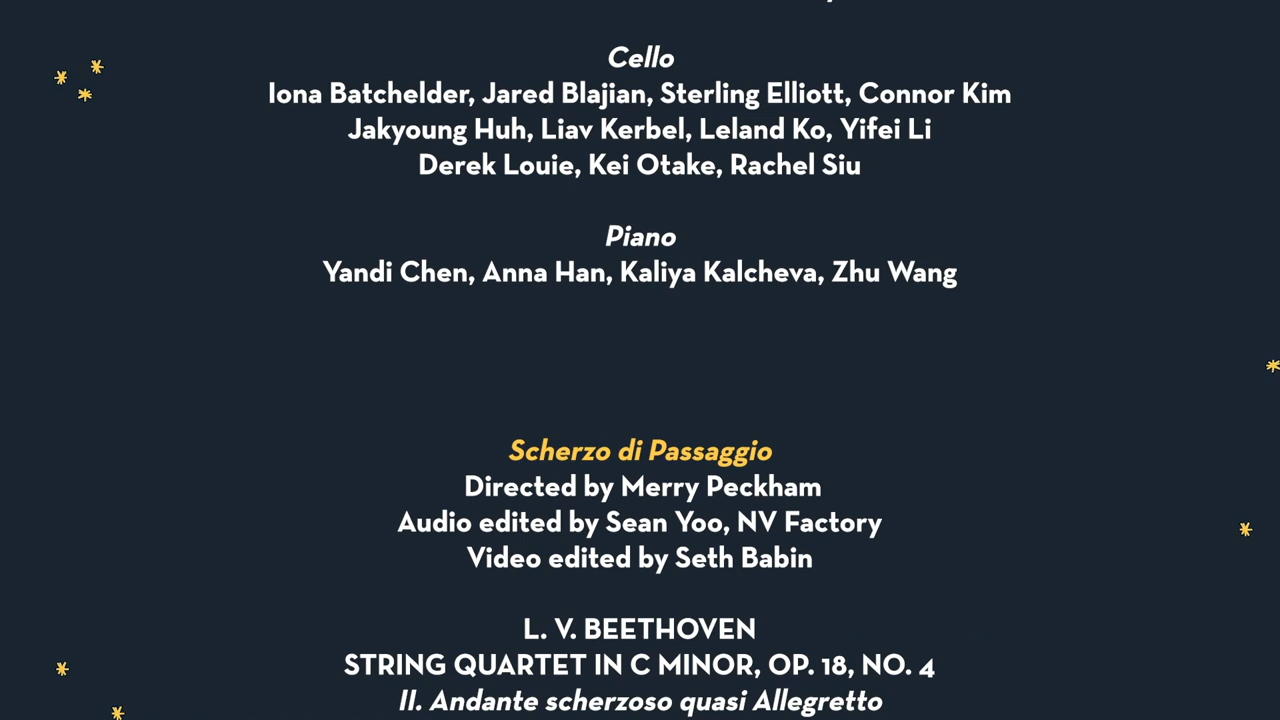 Cello
Iona Batchelder, Jared Blajian, Sterling Elliott, Connor Kim
Jakyoung Huh, Liav Kerbel, Leland Ko, Yifei Li
Derek Louie, Kei Otake, Rachel Siu
Piano
Yandi Chen, Anna Han, Kaliya Kalcheva, Zhu Wang
Scherzo di Passaggio
Directed by Merry Peckham
Audio edited by Sean Yoo, NV Factory
Video edited by Seth Babin
L. V. BEETHOVEN
STRING QUARTET IN C MINOR, OP. 18, NO. 4
II. Andante scherzoso quasi Allegretto